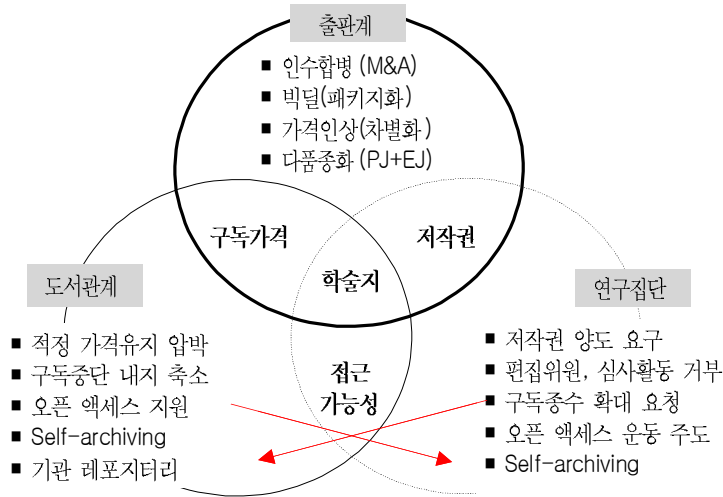 출판계
■ 인수합병 (M&A)
■ 빅딜(패키지화)
■ 가격인상(차별화)
■ 다품종화 (PJ+EJ)
구독가격
저작권
학술지
도서관계
연구집단
■ 적정 가격유지 압박
■ 구독중단 내지 축소
■ 오픈 액세스 지원
■ Self-archiving
■ 기관 레포지터리
접근
가능성
■ 저작권 양도 요구
■ 편집위원, 심사활동 거부
■ 구독종수 확대 요청
■ 오픈 액세스 운동 주도
■ Self-archiving